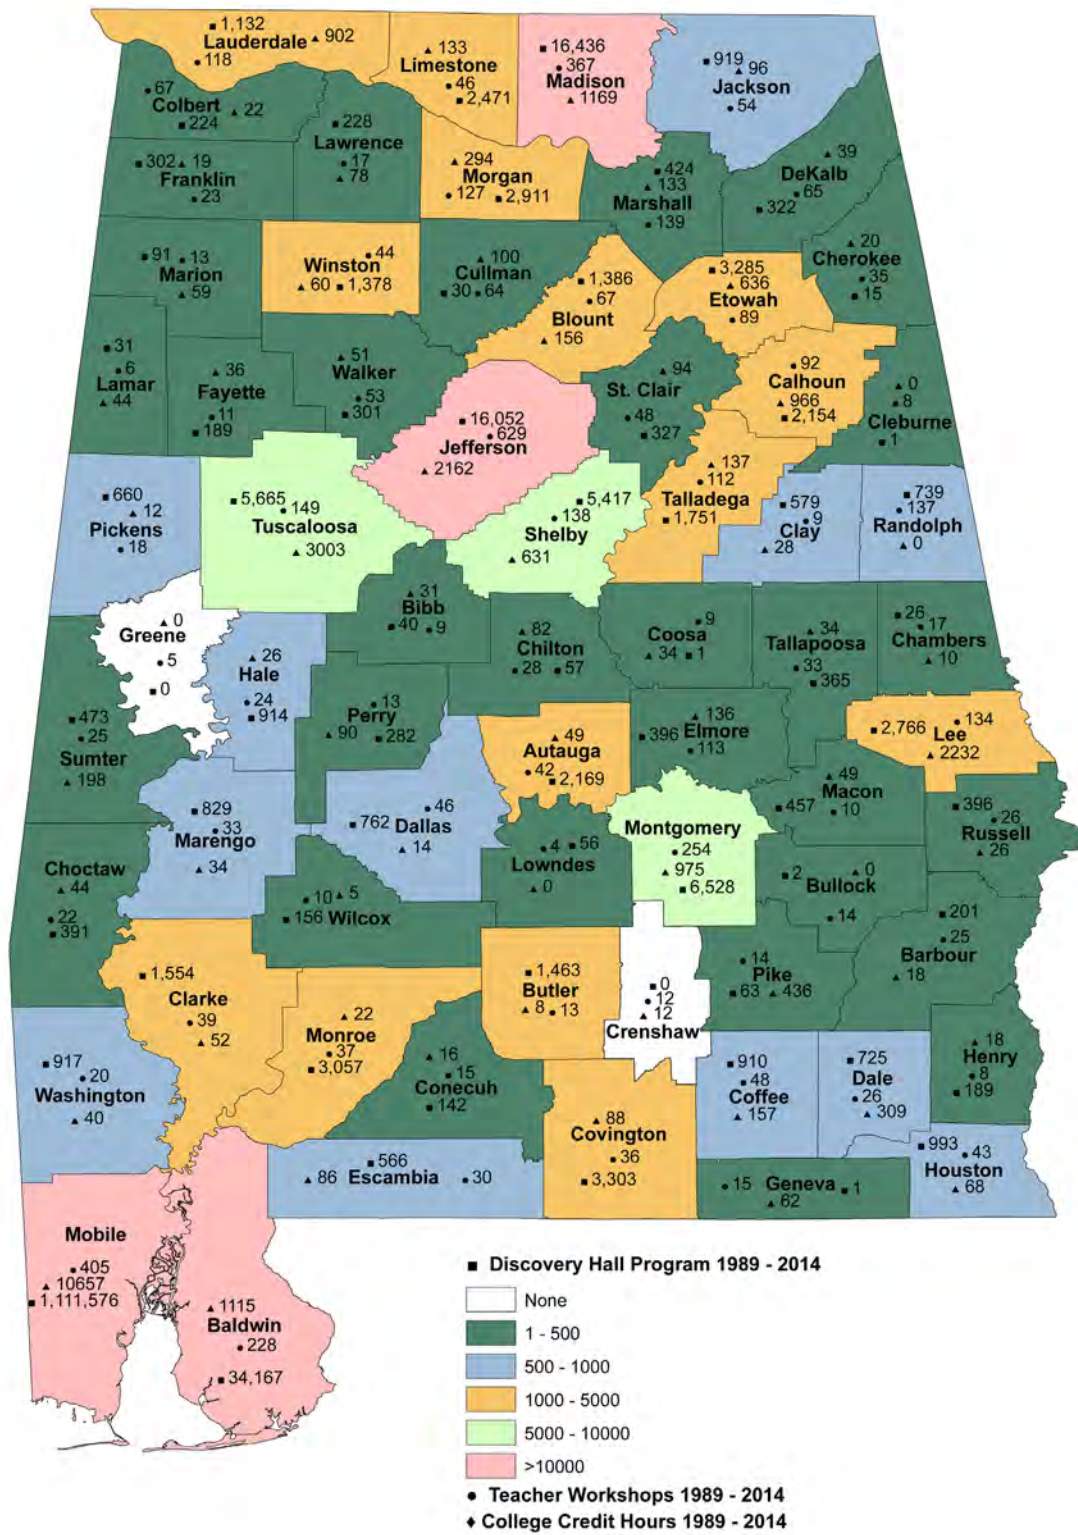 1,132
902
Lauderdale
118
133
Limestone
46
2,471
16,436
367
Madison
1169
919
96
Jackson
54
67
Colbert
22
224
228
Lawrence
17
78
302 19
Franklin
23
294
Morgan
127 2,911
424
133
Marshall
139
39
DeKalb
65
322
91 13
Marion
59
44
Winston
60 1,378
100
Cullman
30 64
1,386
67
Blount
156
3,285
636
Etowah
89
20
Cherokee
35
15
31
6
Lamar
44
36
Fayette
11
189
51
Walker
53
301
16,052
629
Jefferson
2162
94
St. Clair
48
327
92
Calhoun
966
2,154
0
8
Cleburne
1
660
12
Pickens
18
5,665
149
Tuscaloosa
3003
5,417
138
Shelby
631
137
112
Talladega
1,751
579
9
Clay
28
739
137
Randolph
0
0
Greene
5
0
26
Hale
24
914
31
Bibb
40 9
82
Chilton
28 57
9
Coosa
34 1
34
Tallapoosa
33
365
26
17
Chambers
10
473
25
Sumter
198
13
Perry
90 282
49
Autauga
42
2,169
136
396 Elmore
113
134
2,766 Lee
2232
829
33
Marengo
34
46
762 Dallas
14
4 56
Lowndes
0
Montgomery
254
975
6,528
49
Macon
457 10
396
26
Russell
26
Choctaw
44
22
391
10 5
156 Wilcox
2 0
Bullock
14
201
25
Barbour
18
1,554
Clarke
39
52
22
Monroe
37
3,057
1,463
Butler
8 13
0
12
12
Crenshaw
14
Pike
63 436
917
20
Washington
40
16
15
Conecuh
142
88
Covington
36
3,303
910
48
Coffee
157
725
Dale
26
309
18
Henry
8
189
566
86 Escambia 30
15 Geneva 1
62
993
43
Houston
68
Mobile
405
10657
1,111,576
1115
Baldwin
228
34,167
Discovery Hall Program 1989 - 2014
None
1 - 500
500 - 1000
1000 - 5000
5000 - 10000
>10000
Teacher Workshops 1989 - 2014
College Credit Hours 1989 - 2014